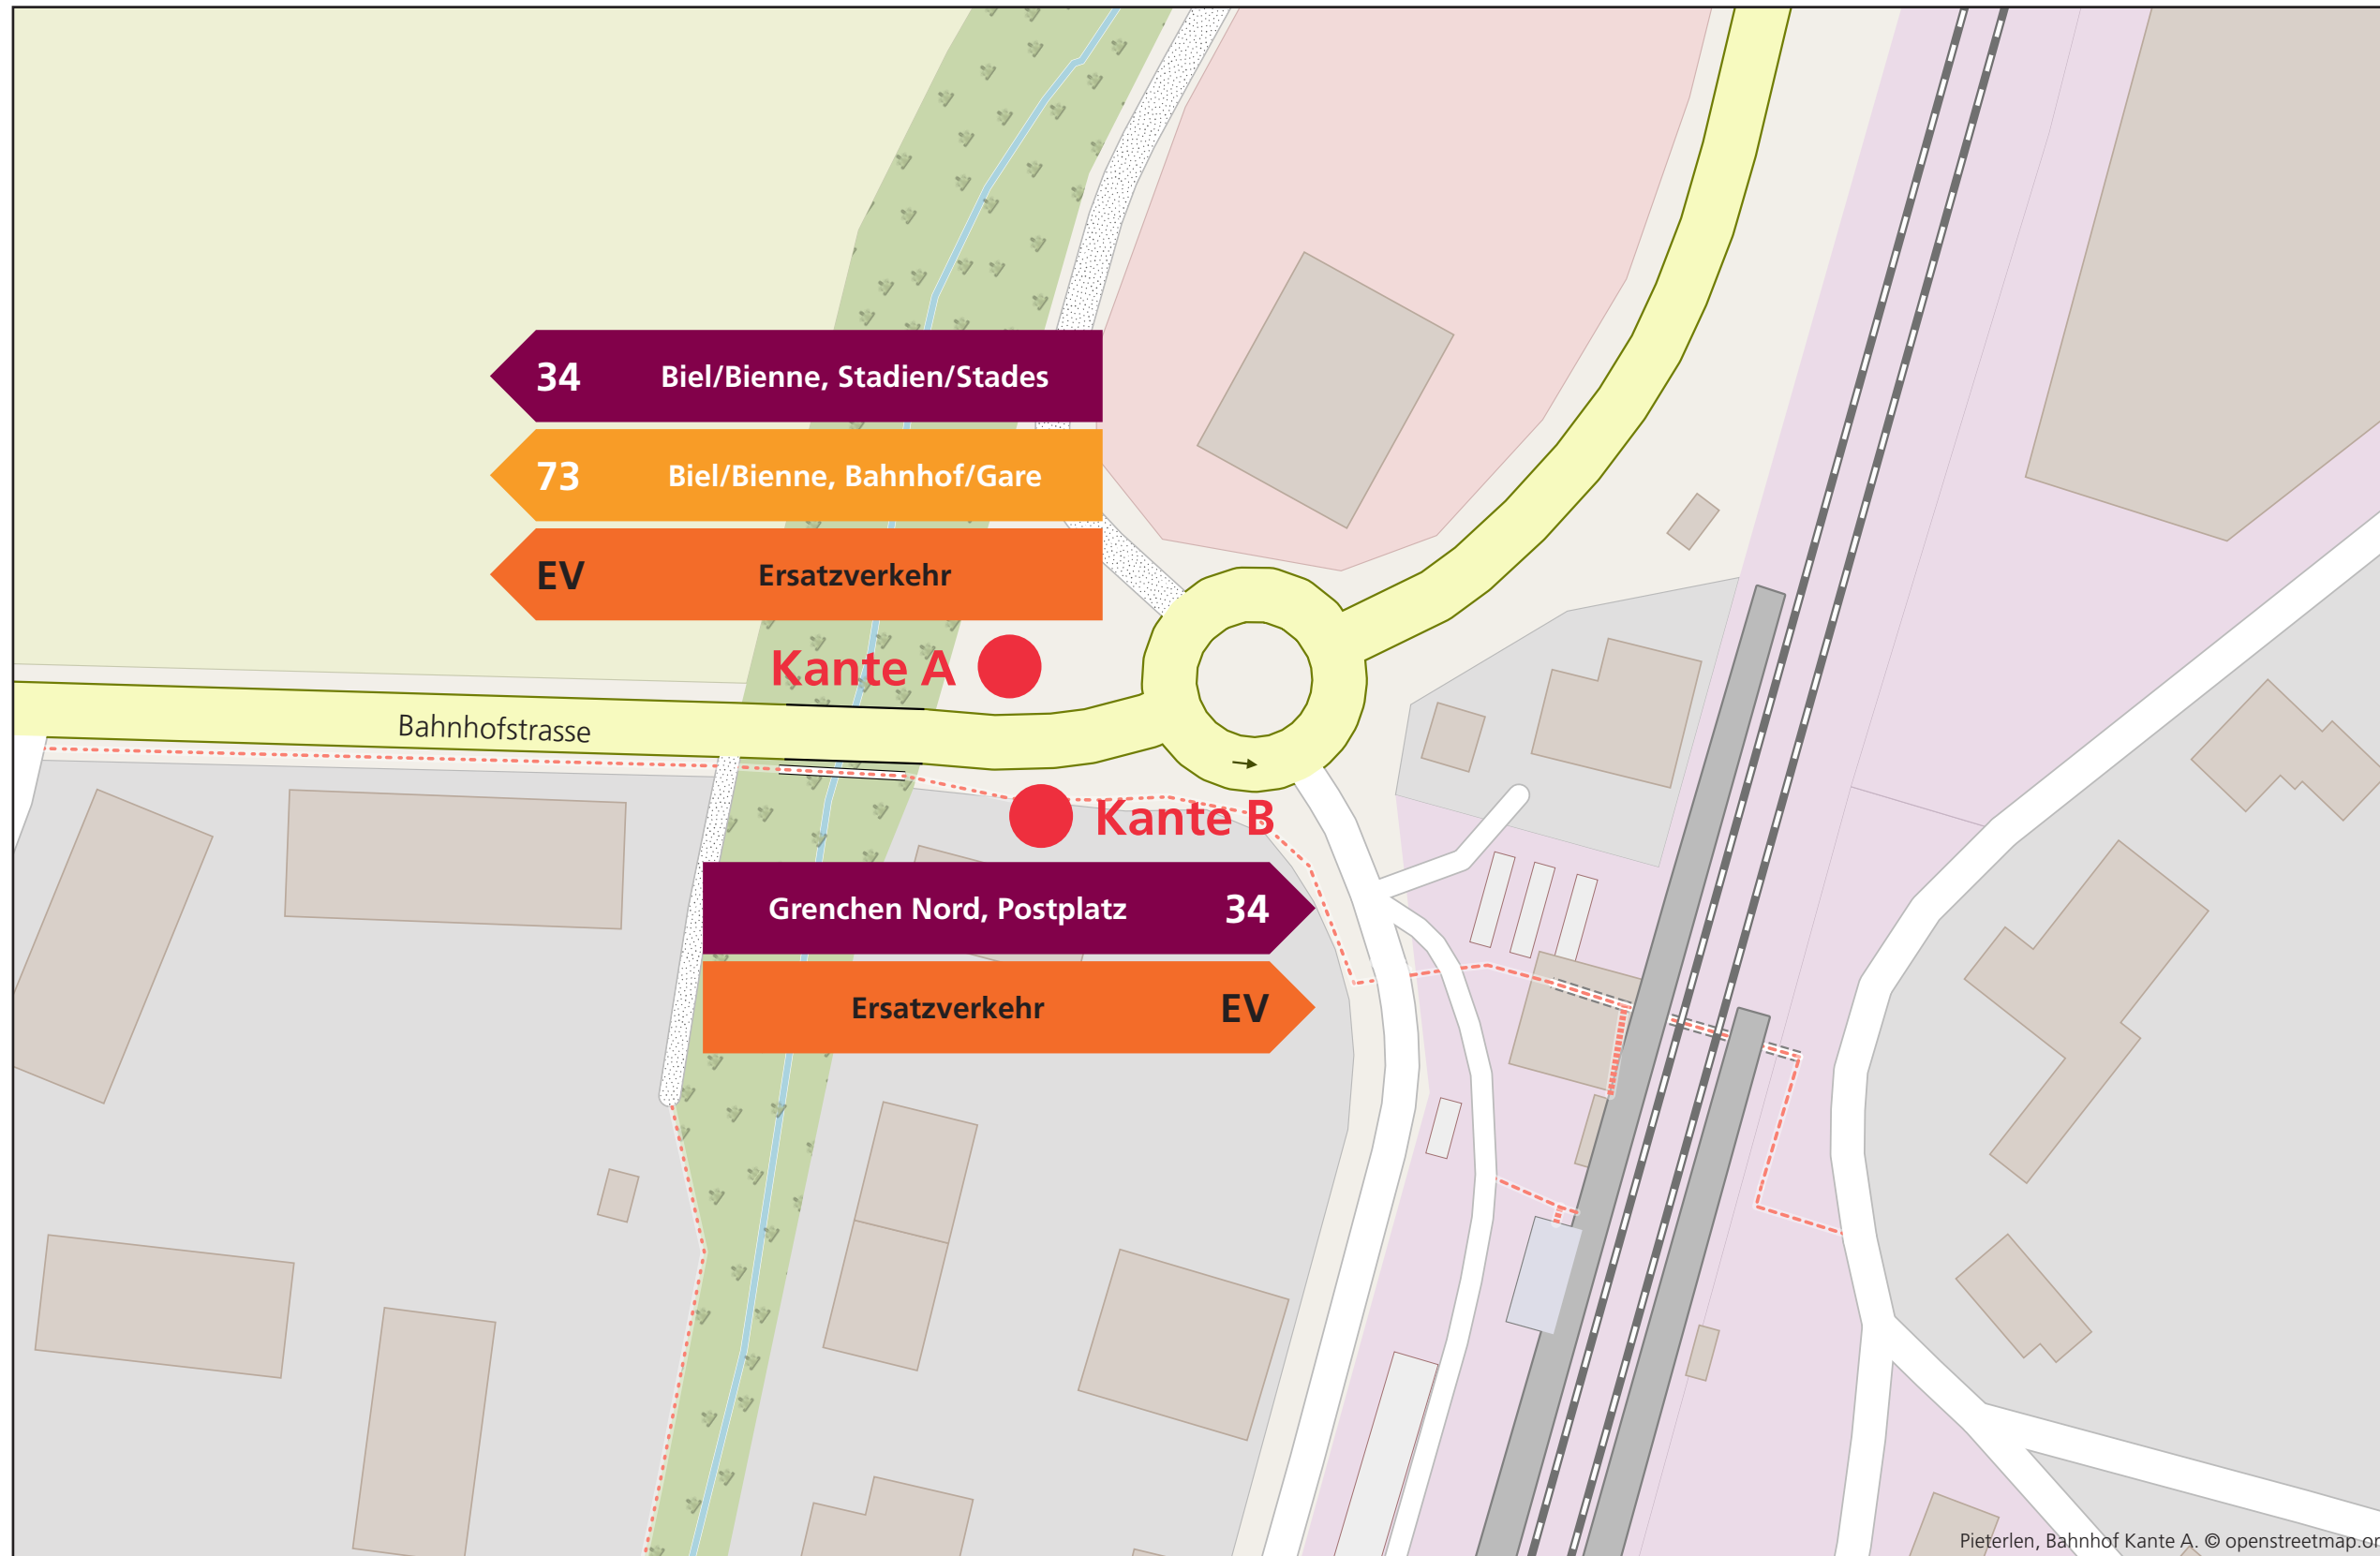 34 Biel/Bienne, Stadien/Stades
73 Biel/Bienne, Bahnhof/Gare
EV Ersatzverkehr
Kante A
Bahnhofstrasse
Kante B
Grenchen Nord, Postplatz 34
Ersatzverkehr EV
Pieterlen, Bahnhof Kante A. © openstreetmap.or